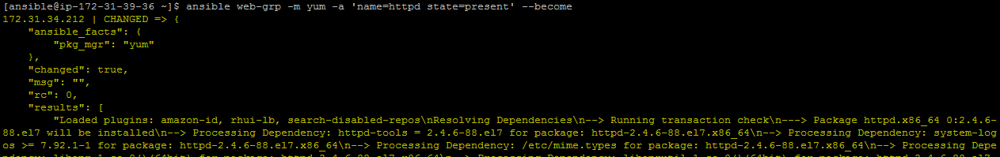 [ansible@ip-172-31-39-36 ~]$ ansible web-grp -m yum -a 'name=httpd state=present' --become
172.31.34.212 | CHANGED => {
    "ansible_facts": {
        "pkg_mgr": "yum"
    },
    "changed": true,
    "msg": "",
    "rc": 0,
    "results": [
        "Loaded plugins: amazon-id, rhui-lb, search-disabled-repos\nResolving Dependencies\n--> Running transaction check\n---> Package httpd.x86_64 0:2.4.6-
88.el7 will be installed\n--> Processing Dependency: httpd-tools = 2.4.6-88.el7 for package: httpd-2.4.6-88.el7.x86_64\n--> Processing Dependency: system-log
os >= 7.92.1-1 for package: httpd-2.4.6-88.el7.x86_64\n--> Processing Dependency: /etc/mime.types for package: httpd-2.4.6-88.el7.x86_64\n--> Processing Depe